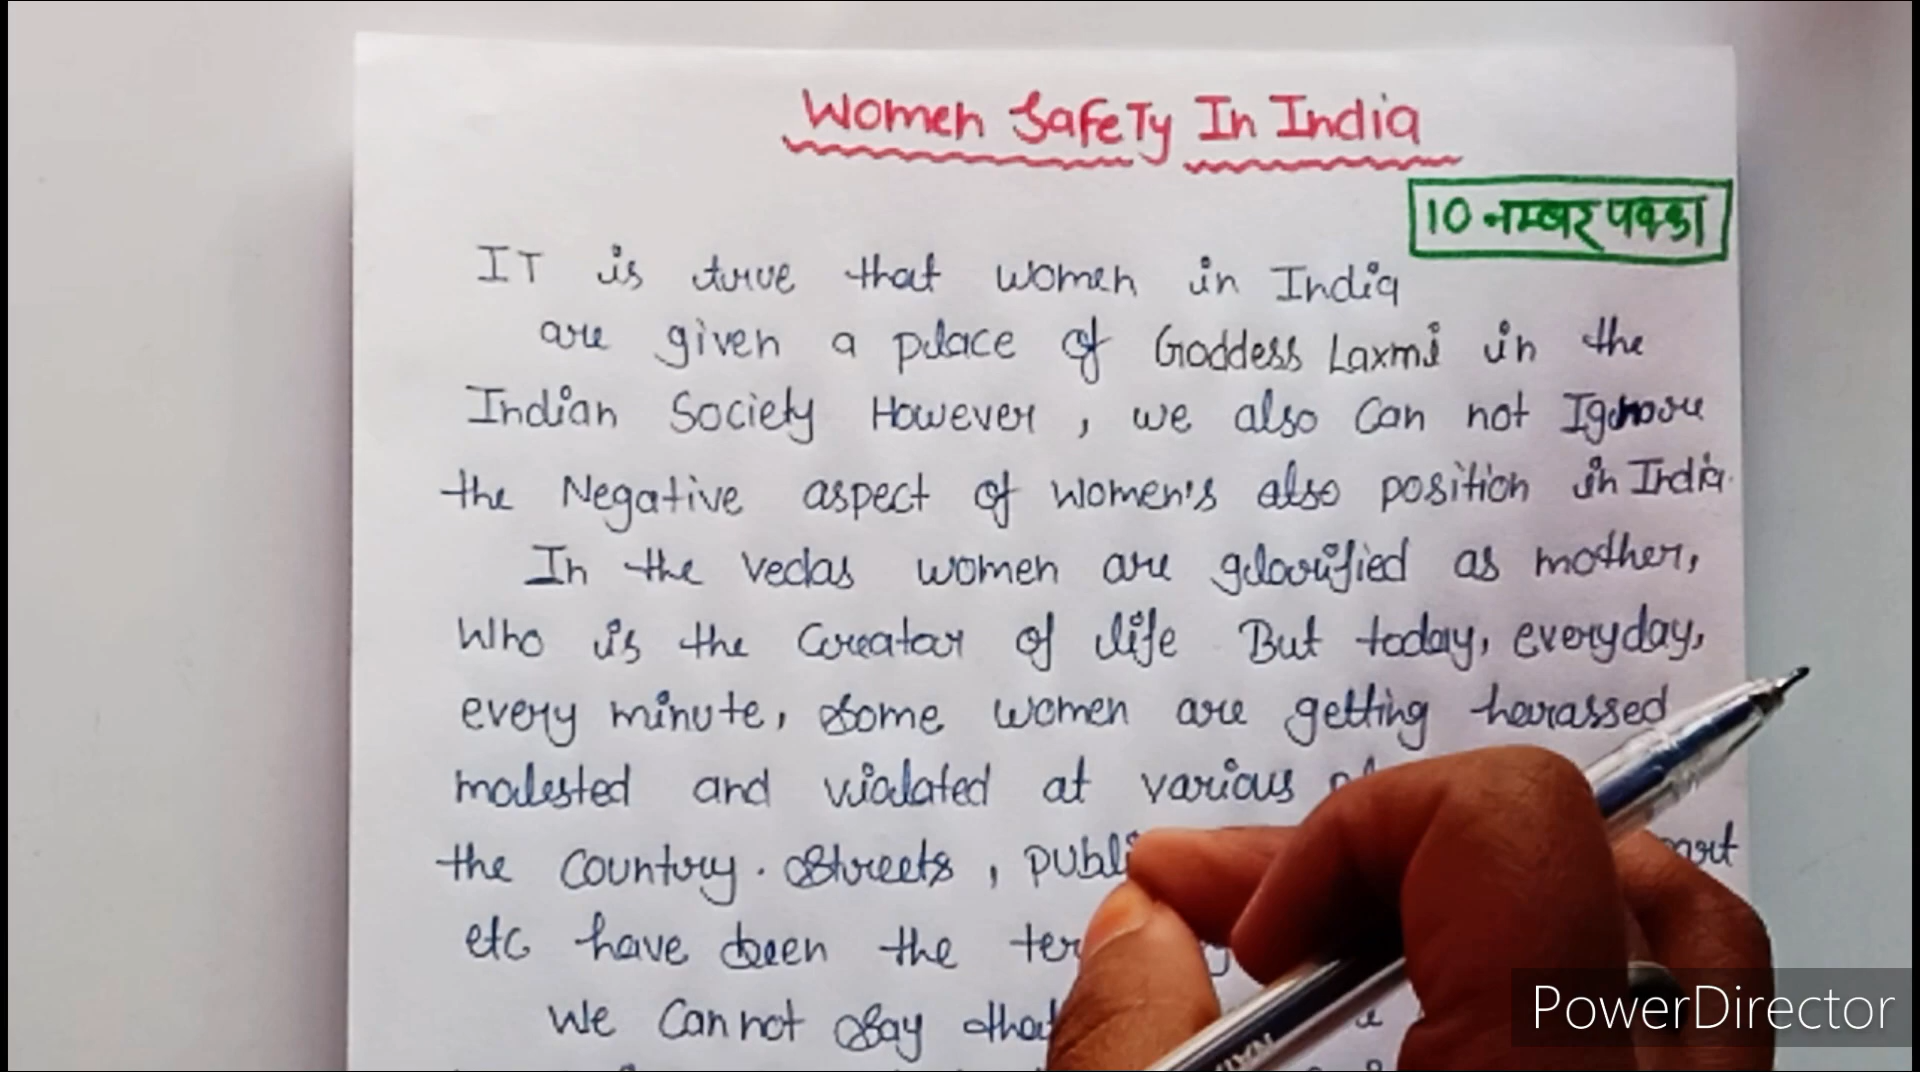 Women Safety In India
10 नम्बर पक्का
IT is true that women in India
are given a place of Goddess Laxmi in the
Indian Society However , we also Can not Ignore
the Negative aspect of women's also position in India.
In the vedas women are glorified as mother,
Who is the Creator of life But today, everyday,
every minute, some women are getting harassed
molested and violated at various
the Country. Streets, publi
etc have been the ter
We Can not say that
PowerDirector